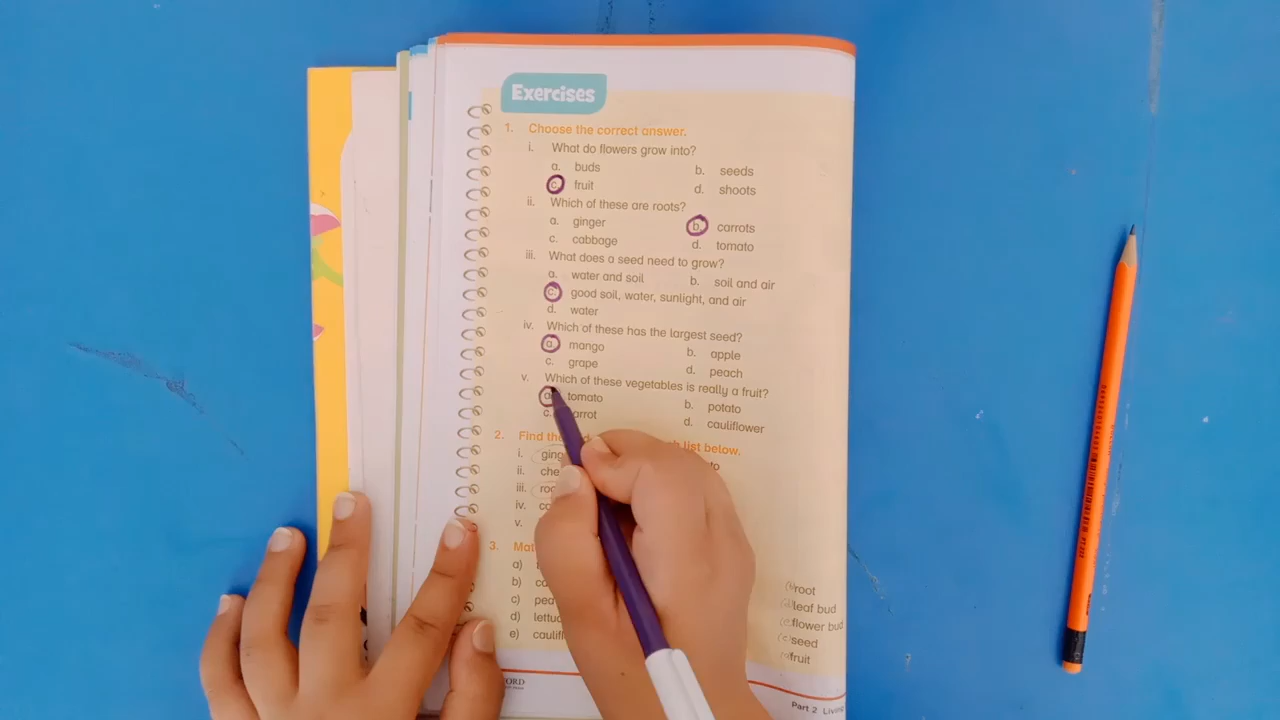 Exercises
1. Choose the correct answer.
i. What do flowers grow into?
a. buds b. seeds
c. fruit d. shoots
ii. Which of these are roots?
a. ginger b. carrots
c. cabbage d. tomato
iii. What does a seed need to grow?
a. water and soil b. soil and air
c. good soil, water, sunlight, and air
d. water
iv. Which of these has the largest seed?
a. mango b. apple
c. grape d. peach
v. Which of these vegetables is really a fruit?
a. tomato b. potato
c. d. cauliflower
2. Find list below.
i.
ii.
iii.
iv.
v.
3.
a) root
b) leaf bud
c) flower bud
d) seed
e) fruit
Part 2